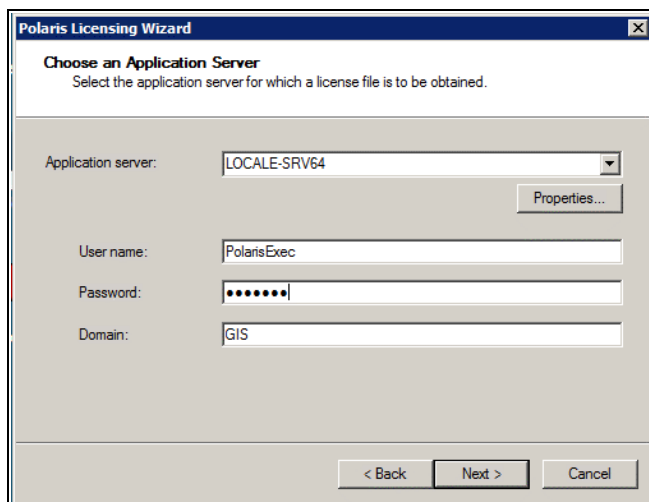 Polaris Licensing Wizard
Choose an Application Server
Select the application server for which a license file is to be obtained.
Application server:
LOCALE-SRV64
Properties...
User name:
PolarisExec
Password:
●●●●●●●
Domain:
GIS
< Back
Next >
Cancel